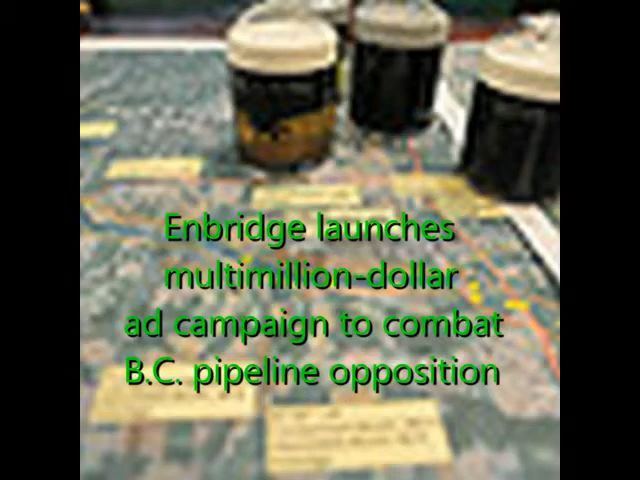 Enbridge launches
multimillion-dollar
ad campaign to combat
B.C. pipeline opposition